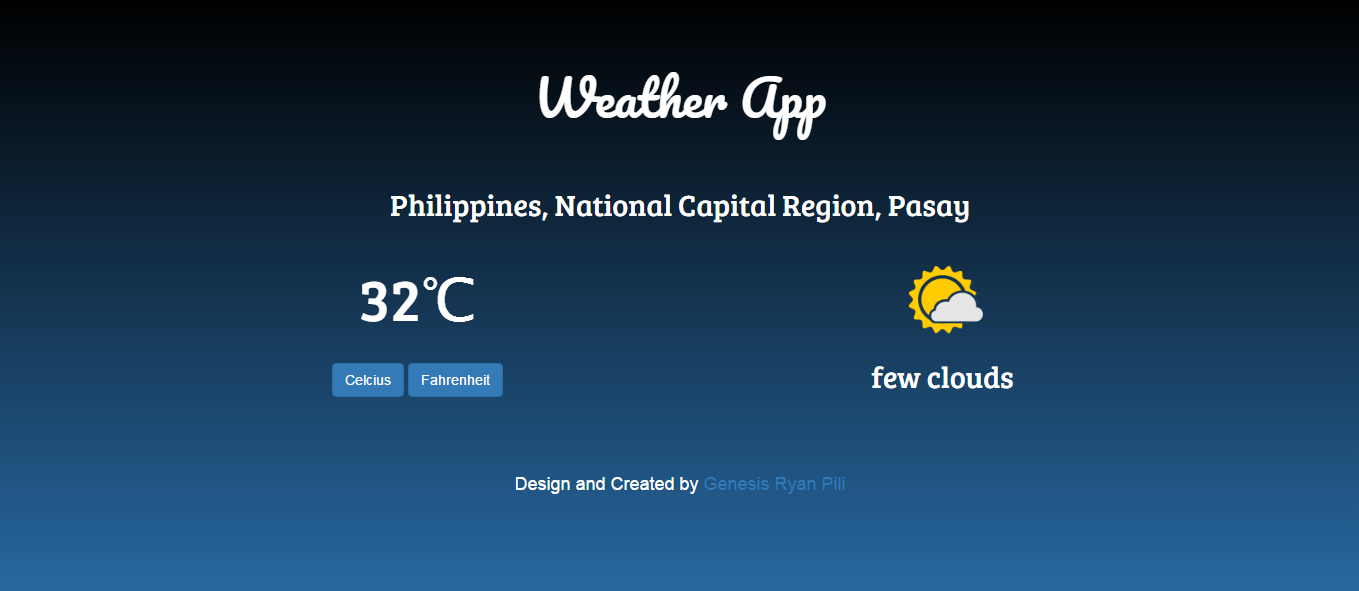 Weather App
Philippines, National Capital Region, Pasay
32℃
Celcius Fahrenheit
few clouds
Design and Created by Genesis Ryan Pili